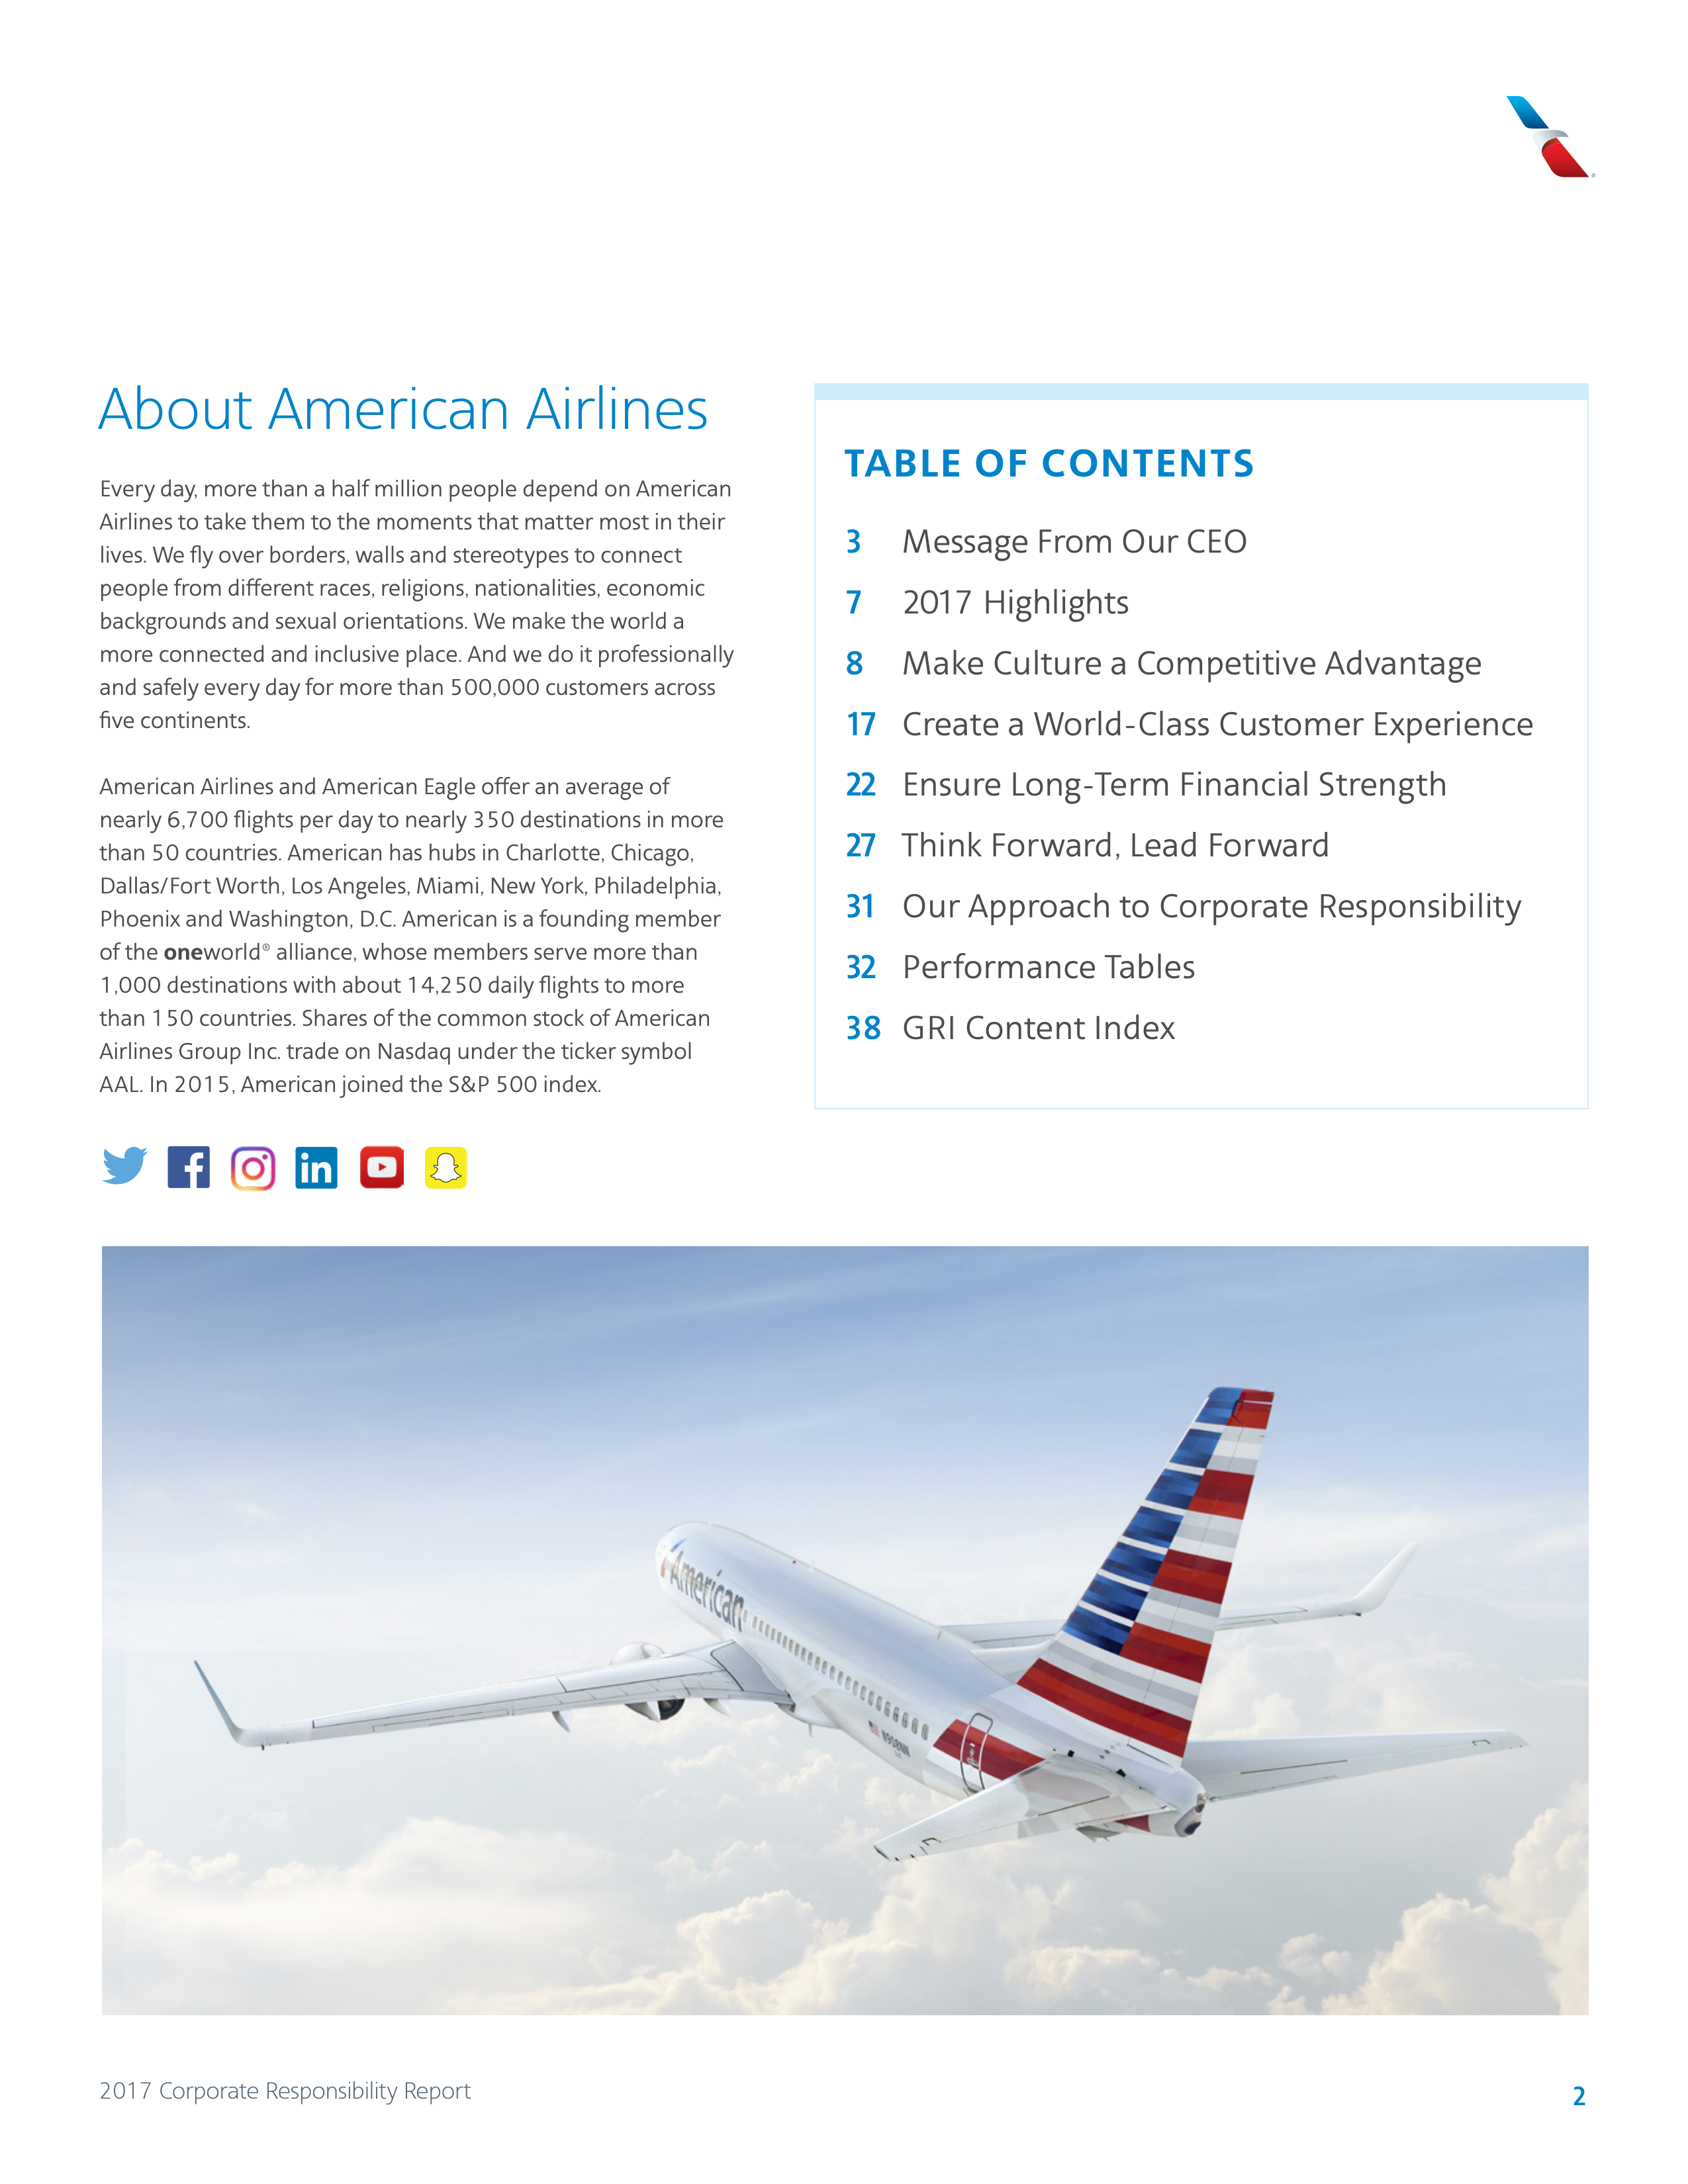 About American Airlines
Every day, more than a half million people depend on American
Airlines to take them to the moments that matter most in their
lives. We fly over borders, walls and stereotypes to connect
people from different races, religions, nationalities, economic
backgrounds and sexual orientations. We make the world a
more connected and inclusive place. And we do it professionally
and safely every day for more than 500,000 customers across
five continents.
American Airlines and American Eagle offer an average of
nearly 6,700 flights per day to nearly 350 destinations in more
than 50 countries. American has hubs in Charlotte, Chicago,
Dallas/Fort Worth, Los Angeles, Miami, New York, Philadelphia,
Phoenix and Washington, D.C. American is a founding member
of the oneworld® alliance, whose members serve more than
1,000 destinations with about 14,250 daily flights to more
than 150 countries. Shares of the common stock of American
Airlines Group Inc. trade on Nasdaq under the ticker symbol
AAL. In 2015, American joined the S&P 500 index.
in
TABLE OF CONTENTS
3 Message From Our CEO
7 2017 Highlights
8 Make Culture a Competitive Advantage
17 Create a World-Class Customer Experience
22 Ensure Long-Term Financial Strength
27 Think Forward, Lead Forward
31 Our Approach to Corporate Responsibility
32 Performance Tables
38 GRI Content Index
American
N908NN
2017 Corporate Responsibility Report
2